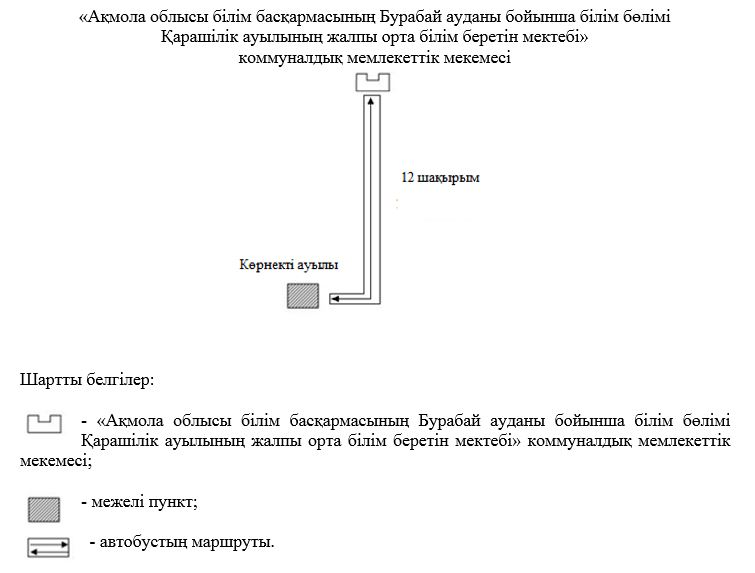 «Ақмола облысы білім басқармасының Бурабай ауданы бойынша білім бөлімі
Қарашілік ауылының жалпы орта білім беретін мектебі»
коммуналдық мемлекеттік мекемесі
12 шақырым
Көрнекті ауылы
Шартты белгілер:
- «Ақмола облысы білім басқармасының Бурабай ауданы бойынша білім бөлімі
Қарашілік ауылының жалпы орта білім беретін мектебі» коммуналдық мемлекеттік
мекемесі;
- межелі пункт;
- автобустың маршруты.